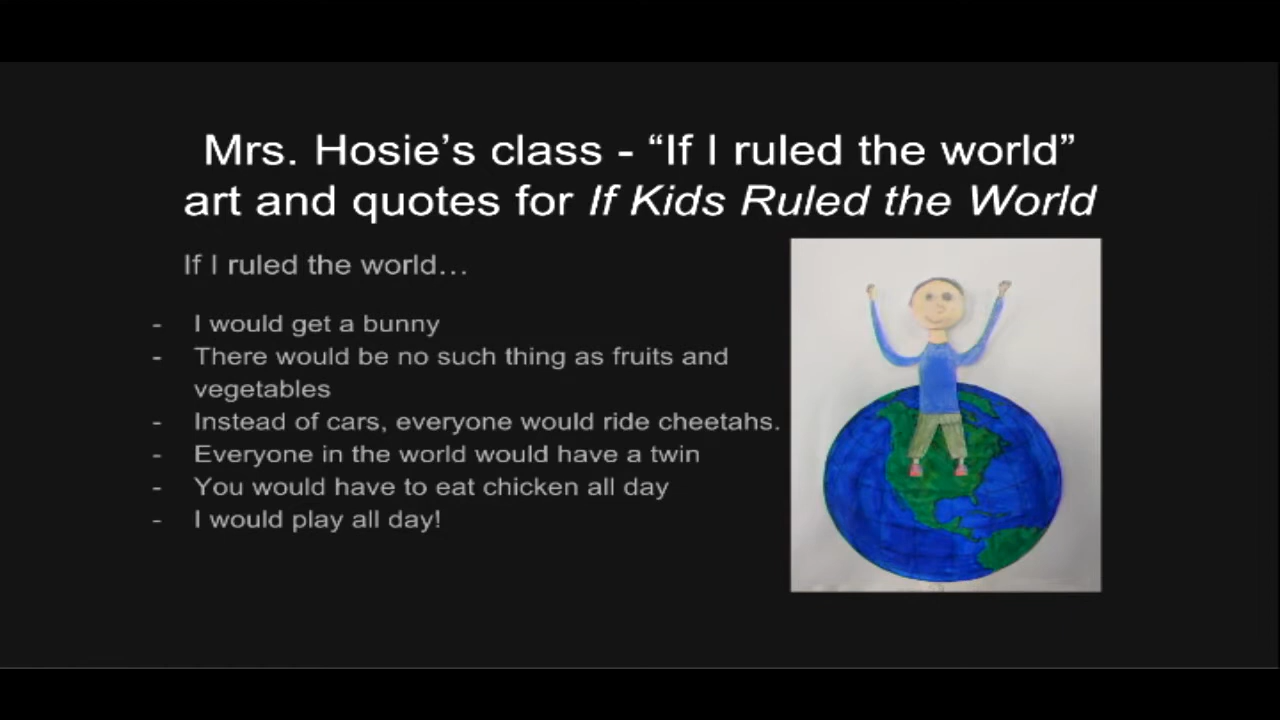 Mrs. Hosie’s class - “If I ruled the world”
art and quotes for If Kids Ruled the World
If I ruled the world…
- I would get a bunny
- There would be no such thing as fruits and
vegetables
- Instead of cars, everyone would ride cheetahs.
- Everyone in the world would have a twin
- You would have to eat chicken all day
- I would play all day!